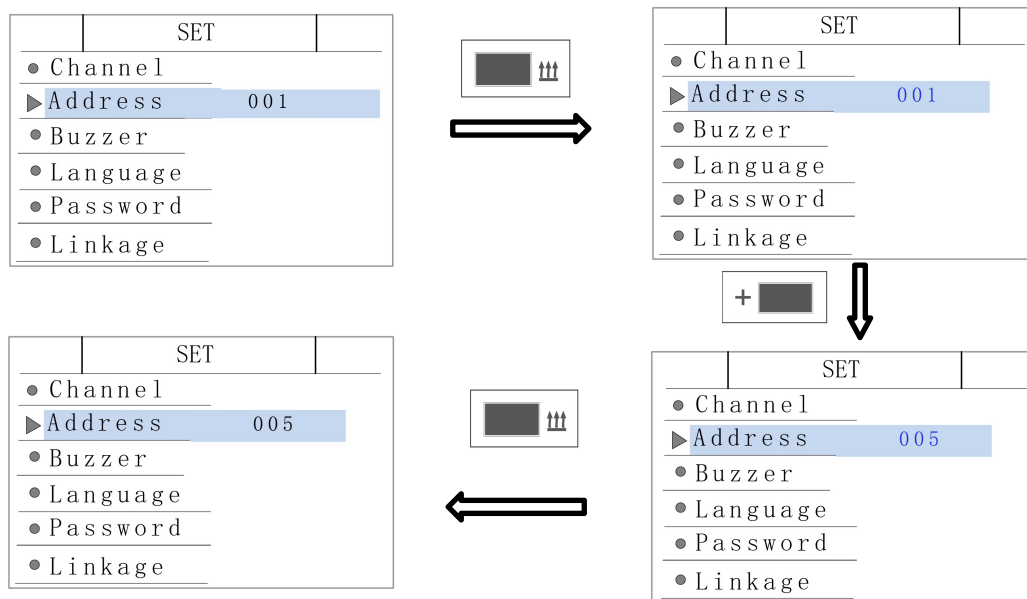 SET
Channel
Address 001
Buzzer
Language
Password
Linkage
SET
Channel
Address 001
Buzzer
Language
Password
Linkage
+
SET
Channel
Address 005
Buzzer
Language
Password
Linkage
SET
Channel
Address 005
Buzzer
Language
Password
Linkage